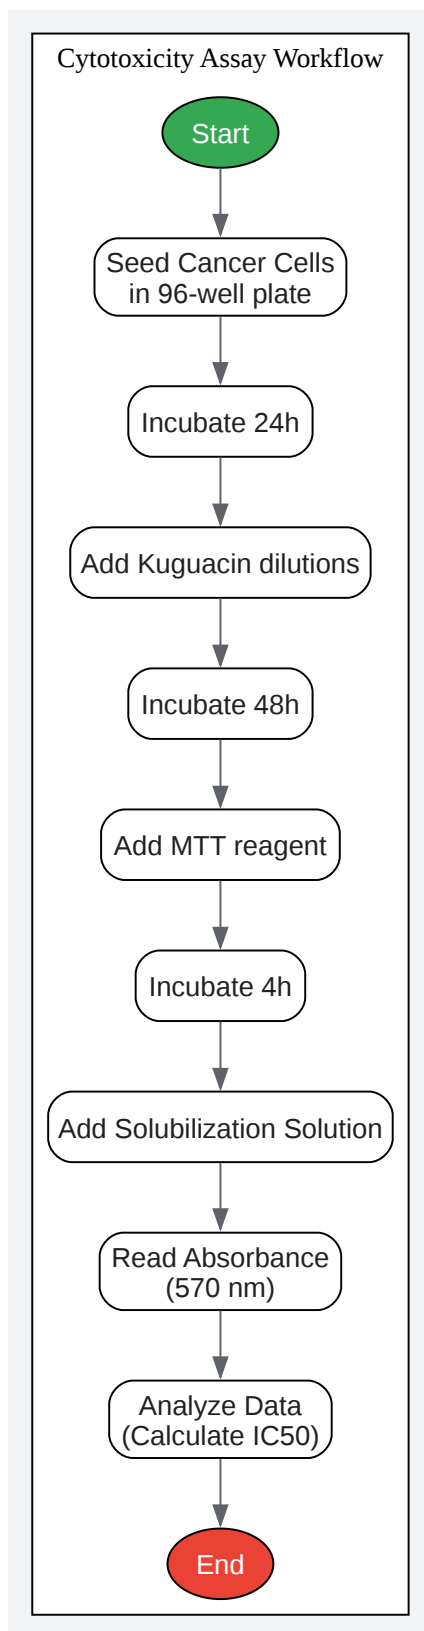 Cytotoxicity Assay Workflow
Start
Seed Cancer Cells
in 96-well plate
Incubate 24h
Add Kuguacin dilutions
Incubate 48h
Add MTT reagent
Incubate 4h
Add Solubilization Solution
Read Absorbance
(570 nm)
Analyze Data
(Calculate IC50)
End